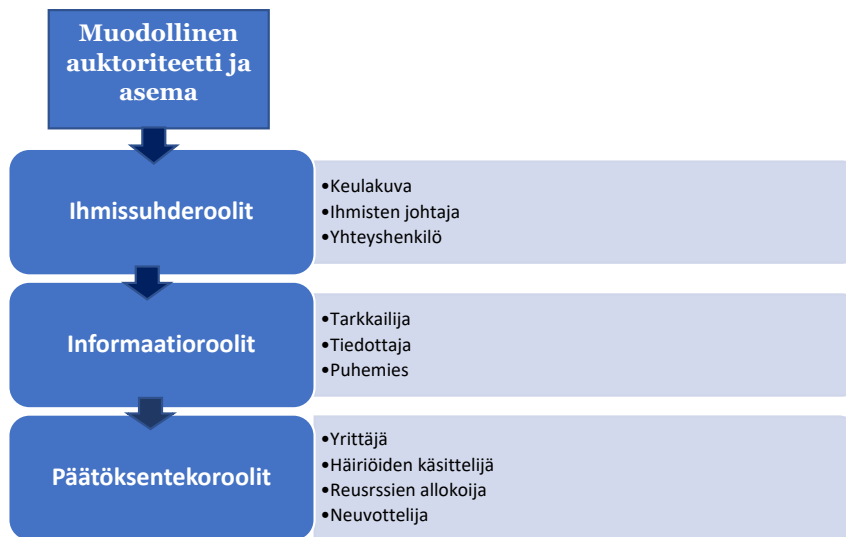 Muodollinen
auktoriteetti ja
asema
Ihmissuhderoolit
•Keulakuva
•Ihmisten johtaja
•Yhteyshenkilö
Informaatioroolit
•Tarkkailija
•Tiedottaja
•Puhemies
Päätöksentekoroolit
•Yrittäjä
•Häiriöiden käsittelijä
•Reusrssien allokoija
•Neuvottelija